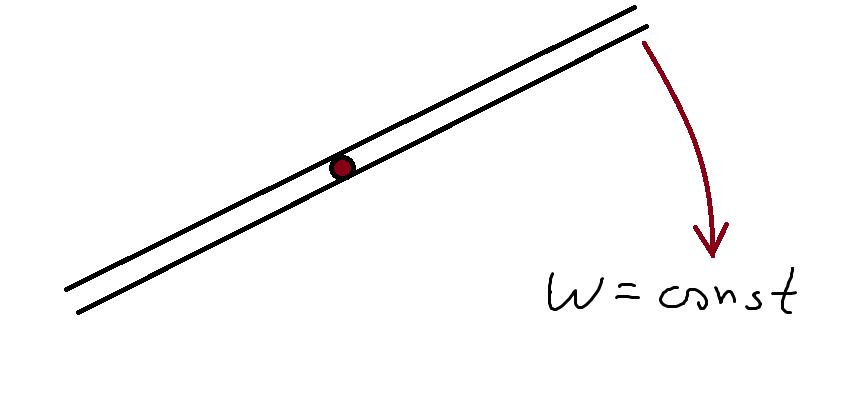 W = const